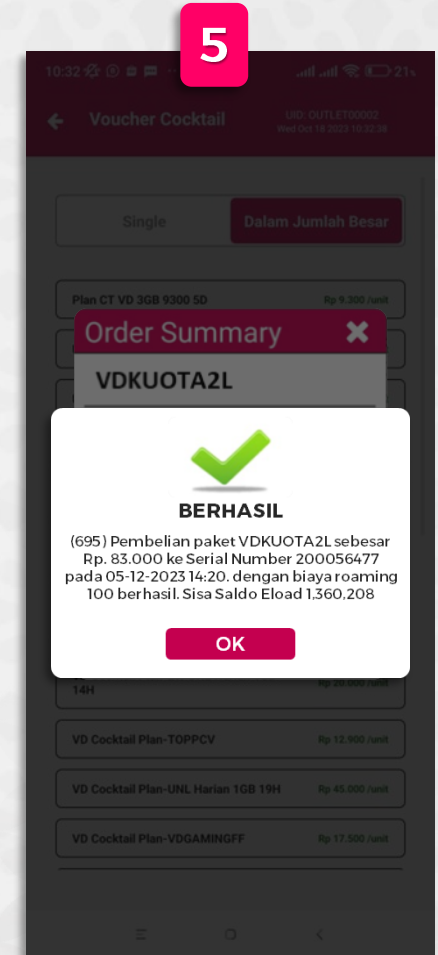 5
10:32 21%
Voucher Cocktail
UID: OUTLET00002
Wed Oct 18 2023 10:32:38
Single
Dalam Jumlah Besar
Plan CT VD 3GB 9300 5D Rp 9.300 /unit
Order Summary
VDKUOTA2L
BERHASIL
(695) Pembelian paket VDKUOTA2L sebesar
Rp. 83.000 ke Serial Number 200056477
pada 05-12-2023 14:20. dengan biaya roaming
100 berhasil. Sisa Saldo Eload 1,360,208
OK
14H Rp 20.000 /unit
VD Cocktail Plan-TOPPCV Rp 12.900 /unit
VD Cocktail Plan-UNL Harian 1GB 19H Rp 45.000 /unit
VD Cocktail Plan-VDGAMINGFF Rp 17.500 /unit